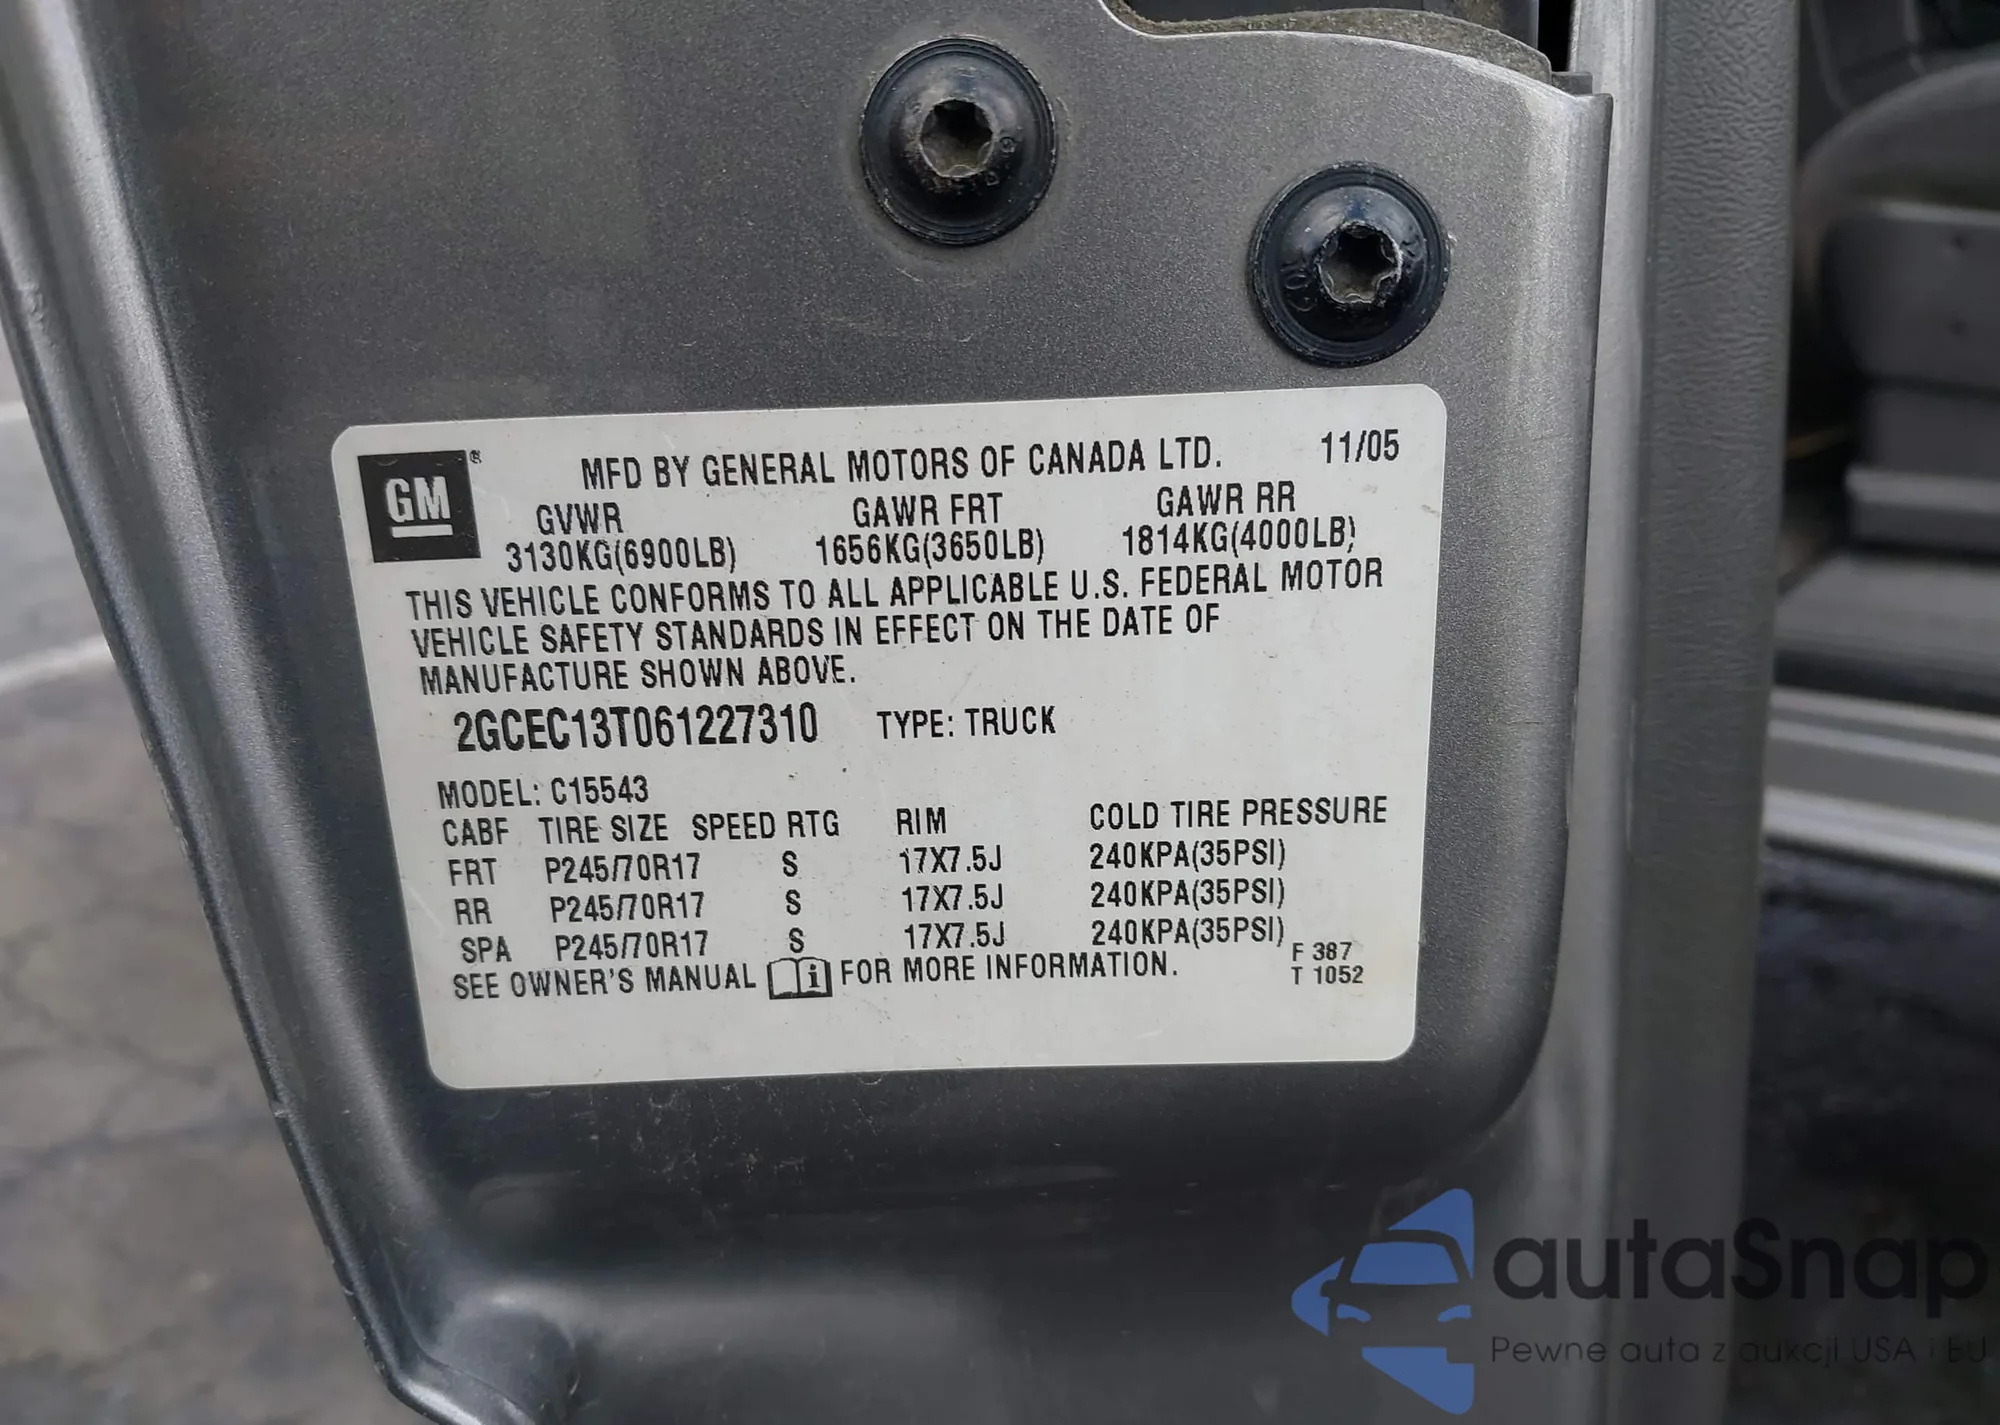 GM®
MFD BY GENERAL MOTORS OF CANADA LTD. 11/05
GVWR GAWR FRT GAWR RR
3130KG(6900LB) 1656KG(3650LB) 1814KG(4000LB)
THIS VEHICLE CONFORMS TO ALL APPLICABLE U.S. FEDERAL MOTOR
VEHICLE SAFETY STANDARDS IN EFFECT ON THE DATE OF
MANUFACTURE SHOWN ABOVE.
2GCEC13T061227310 TYPE: TRUCK
MODEL: C15543
CABF TIRE SIZE SPEED RTG RIM COLD TIRE PRESSURE
FRT P245/70R17 S 17X7.5J 240KPA(35PSI)
RR P245/70R17 S 17X7.5J 240KPA(35PSI)
SPA P245/70R17 S 17X7.5J 240KPA(35PSI)
SEE OWNER'S MANUAL i FOR MORE INFORMATION.
F 387
T 1052
autaSnap
Pewne auta z aukcji USA i EU